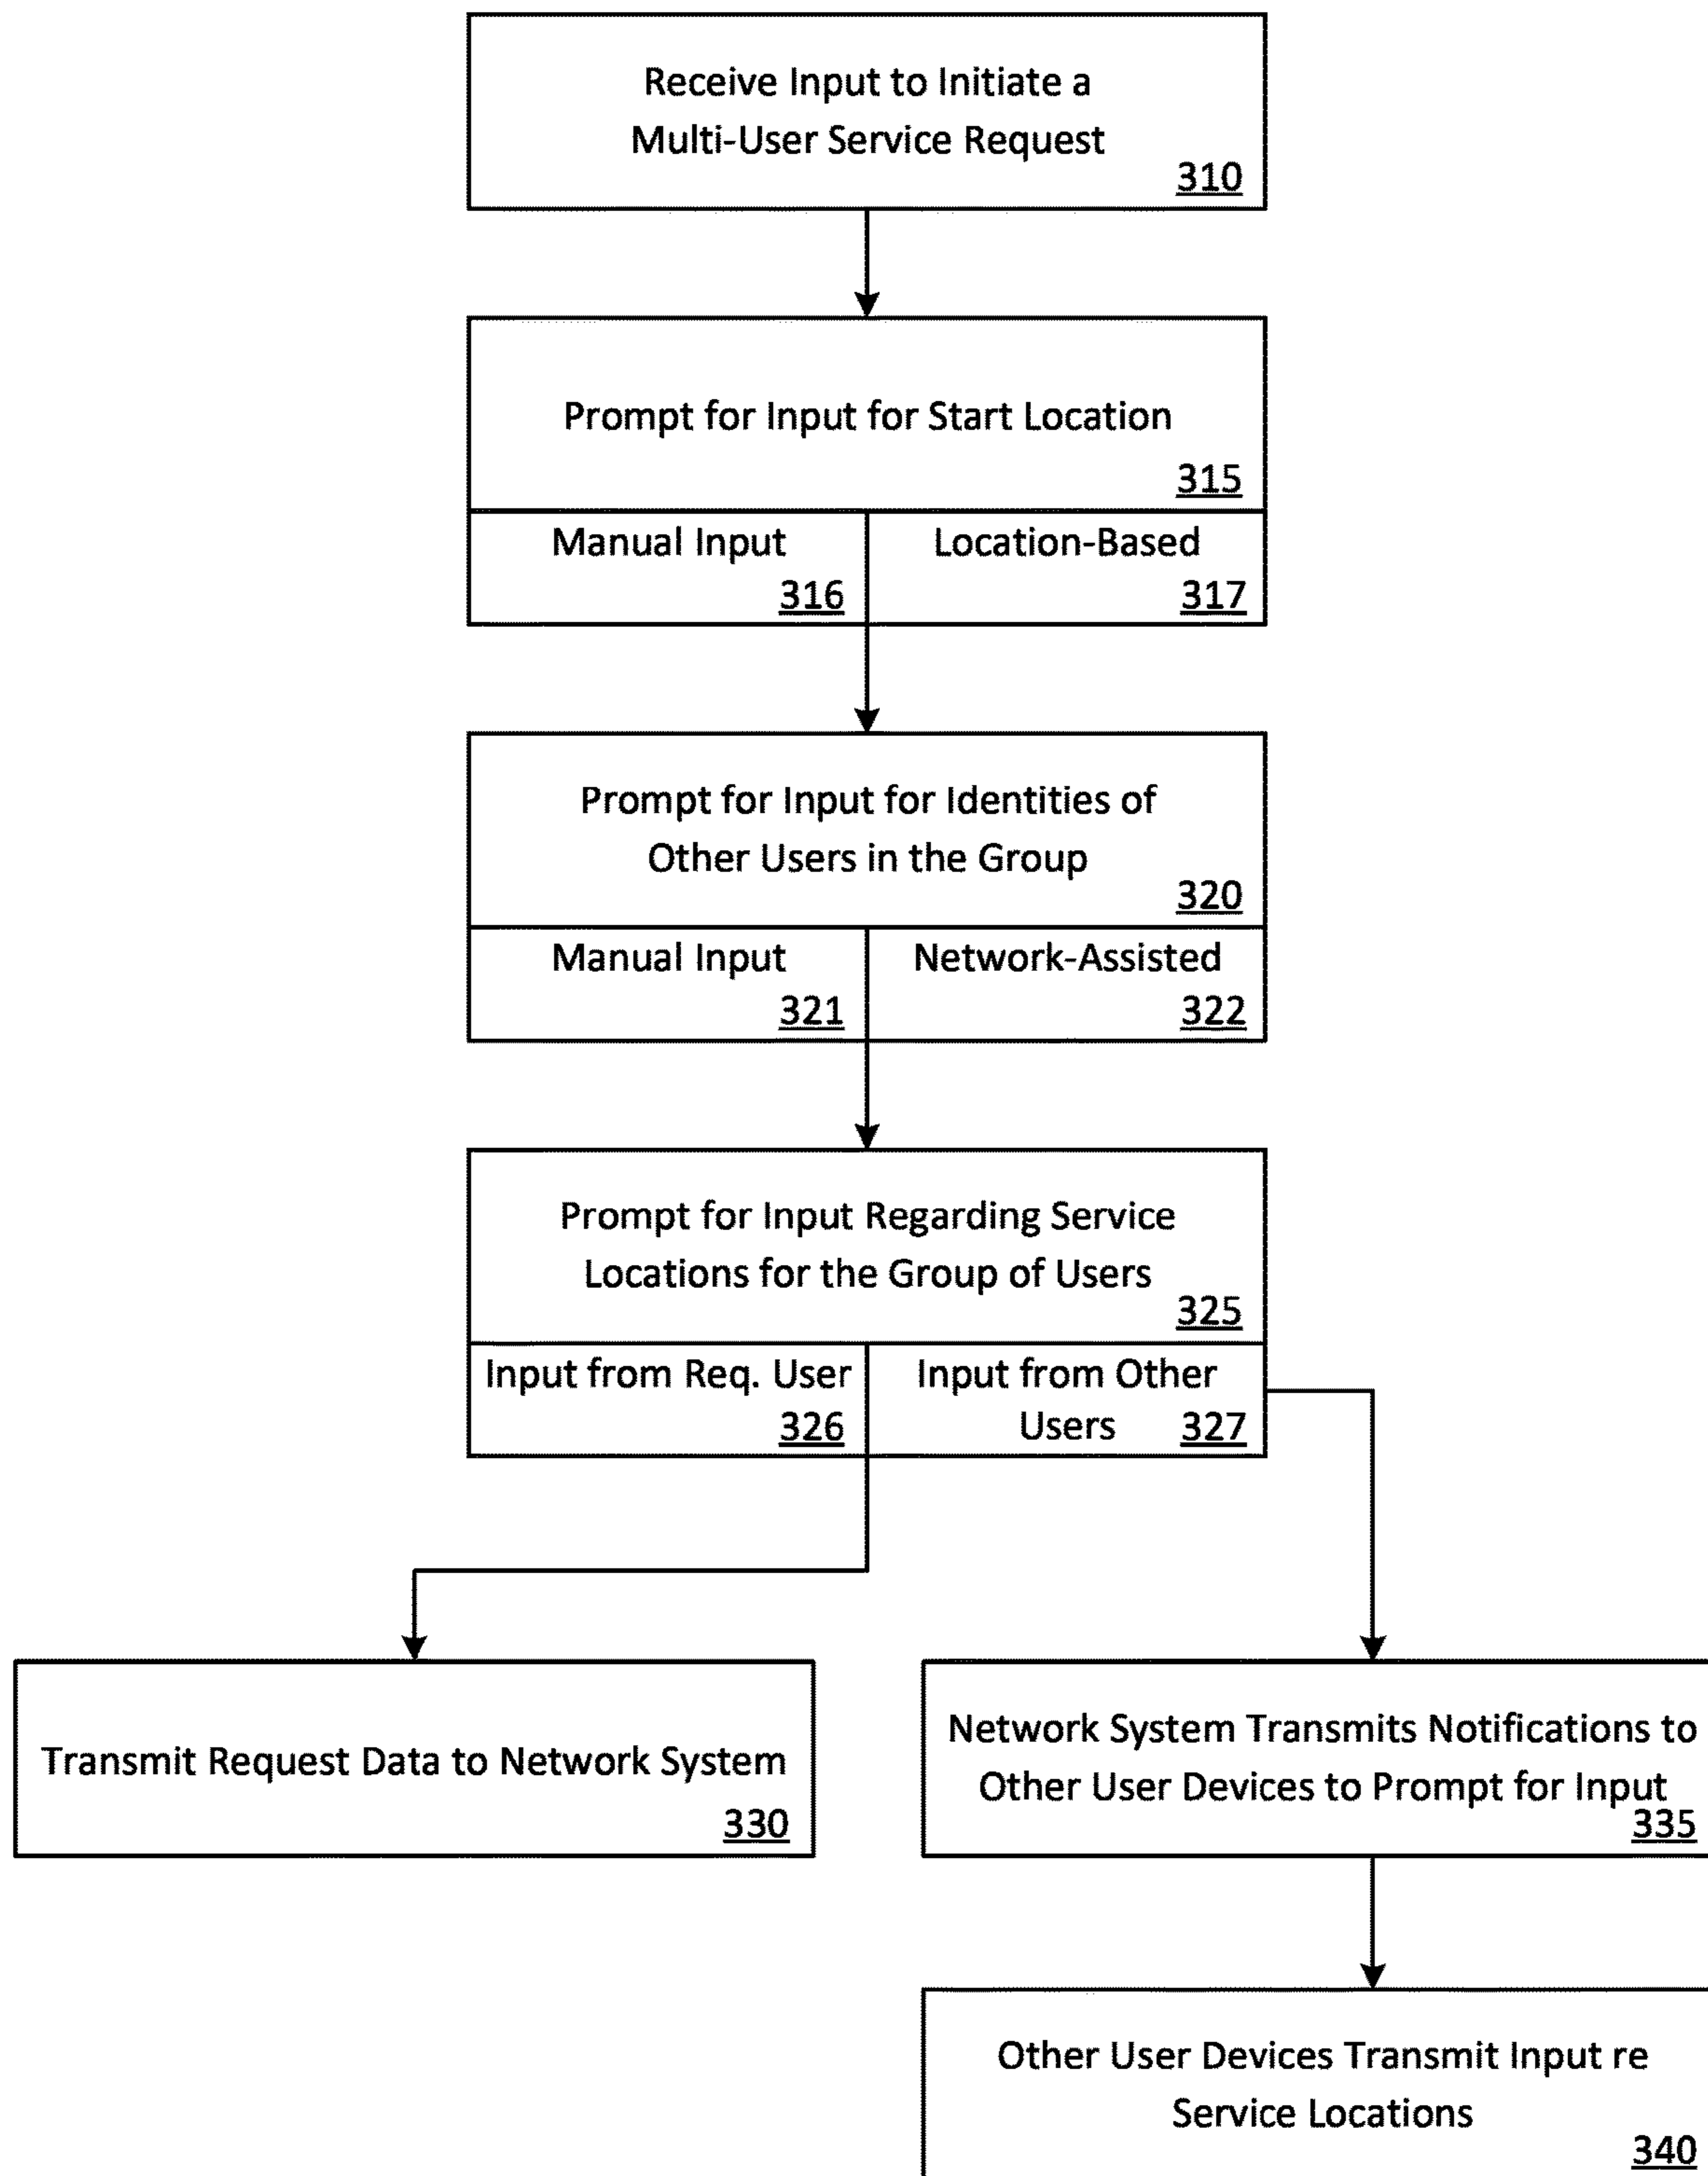 Receive Input to Initiate a
Multi-User Service Request
310
Prompt for Input for Start Location
315
Manual Input
316
Location-Based
317
Prompt for Input for Identities of
Other Users in the Group
320
Manual Input
321
Network-Assisted
322
Prompt for Input Regarding Service
Locations for the Group of Users
325
Input from Req. User
326
Input from Other
Users
327
Transmit Request Data to Network System
330
Network System Transmits Notifications to
Other User Devices to Prompt for Input
335
Other User Devices Transmit Input re
Service Locations
340